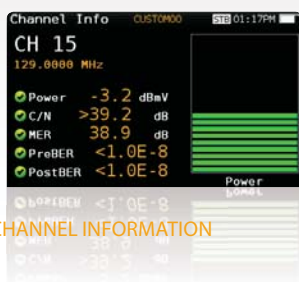 Channel Info CUSTOM00 STB 01:17PM
CH 15
129.0000 MHz
Power -3.2 dBmV
C/N >39.2 dB
MER 38.9 dB
PreBER <1.0E-8
PostBER <1.0E-8
Power
CHANNEL INFORMATION